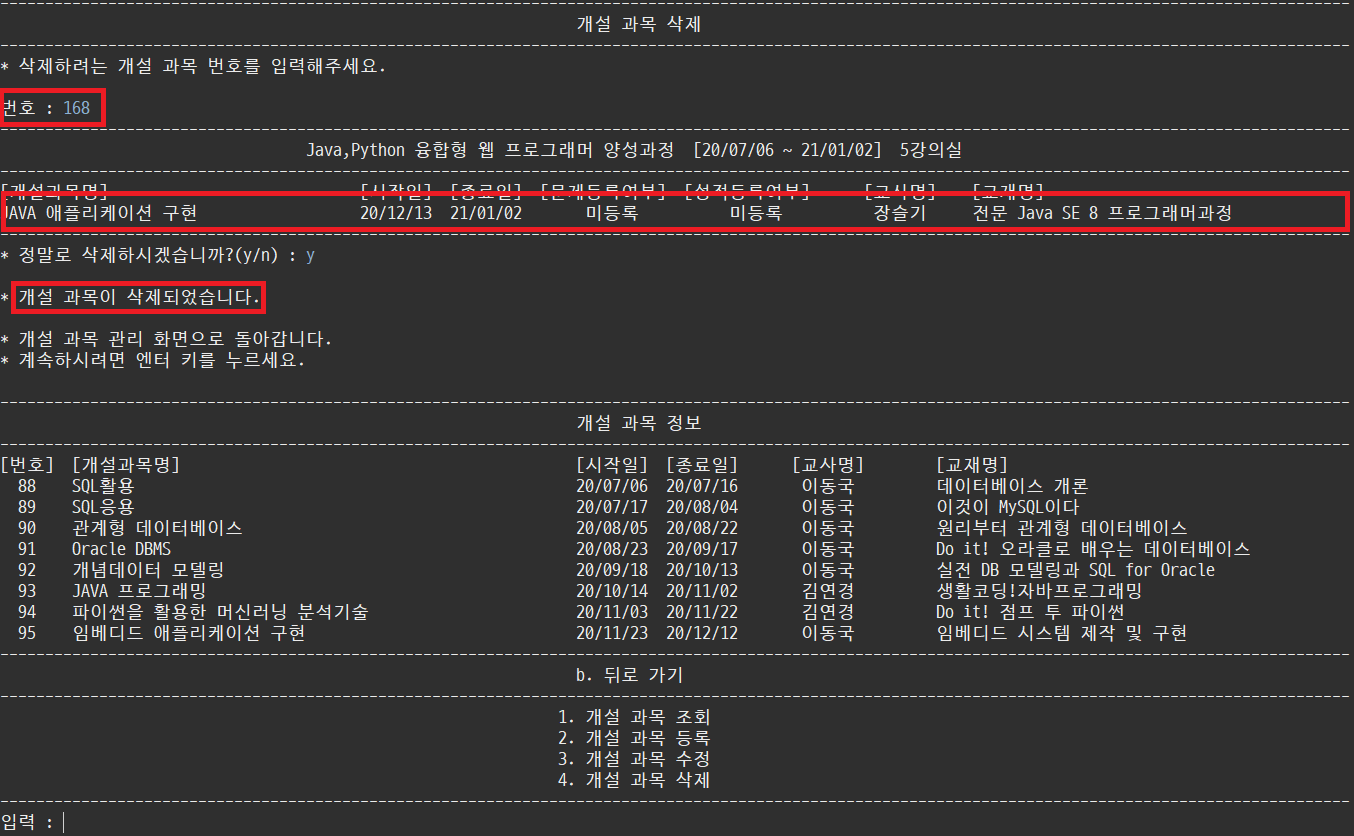 개설 과목 삭제
* 삭제하려는 개설 과목 번호를 입력해주세요.
번호 : 168
Java,Python 융합형 웹 프로그래머 양성과정 [20/07/06 ~ 21/01/02] 5강의실
[개설과목명] [시작일] [종료일] [문제등록여부] [성적등록여부] [교사명] [교재명]
JAVA 애플리케이션 구현 20/12/13 21/01/02 미등록 미등록 장슬기 전문 Java SE 8 프로그래머과정
* 정말로 삭제하시겠습니까?(y/n) : y
* 개설 과목이 삭제되었습니다.
* 개설 과목 관리 화면으로 돌아갑니다.
* 계속하시려면 엔터 키를 누르세요.
개설 과목 정보
[번호] [개설과목명] [시작일] [종료일] [교사명] [교재명]
88 SQL활용 20/07/06 20/07/16 이동국 데이터베이스 개론
89 SQL응용 20/07/17 20/08/04 이동국 이것이 MySQL이다
90 관계형 데이터베이스 20/08/05 20/08/22 이동국 원리부터 관계형 데이터베이스
91 Oracle DBMS 20/08/23 20/09/17 이동국 Do it! 오라클로 배우는 데이터베이스
92 개념데이터 모델링 20/09/18 20/10/13 이동국 실전 DB 모델링과 SQL for Oracle
93 JAVA 프로그래밍 20/10/14 20/11/02 김연경 생활코딩!자바프로그래밍
94 파이썬을 활용한 머신러닝 분석기술 20/11/03 20/11/22 김연경 Do it! 점프 투 파이썬
95 임베디드 애플리케이션 구현 20/11/23 20/12/12 이동국 임베디드 시스템 제작 및 구현
b. 뒤로 가기
1. 개설 과목 조회
2. 개설 과목 등록
3. 개설 과목 수정
4. 개설 과목 삭제
입력 :